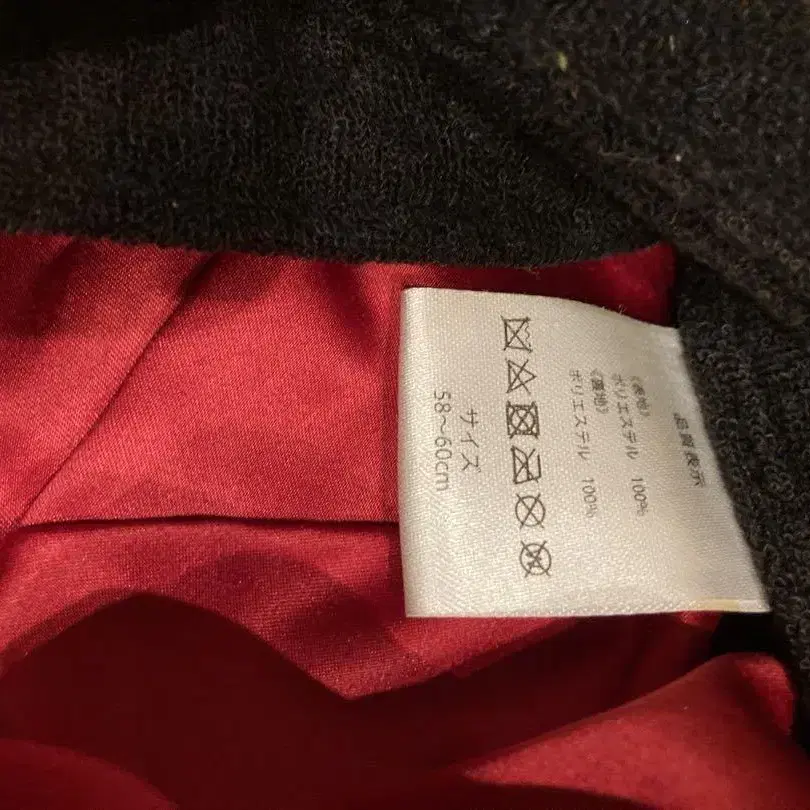 品質表示
《表地》
ポリエステル 100%
《裏地》
ポリエステル 100%
サイズ
58～60cm